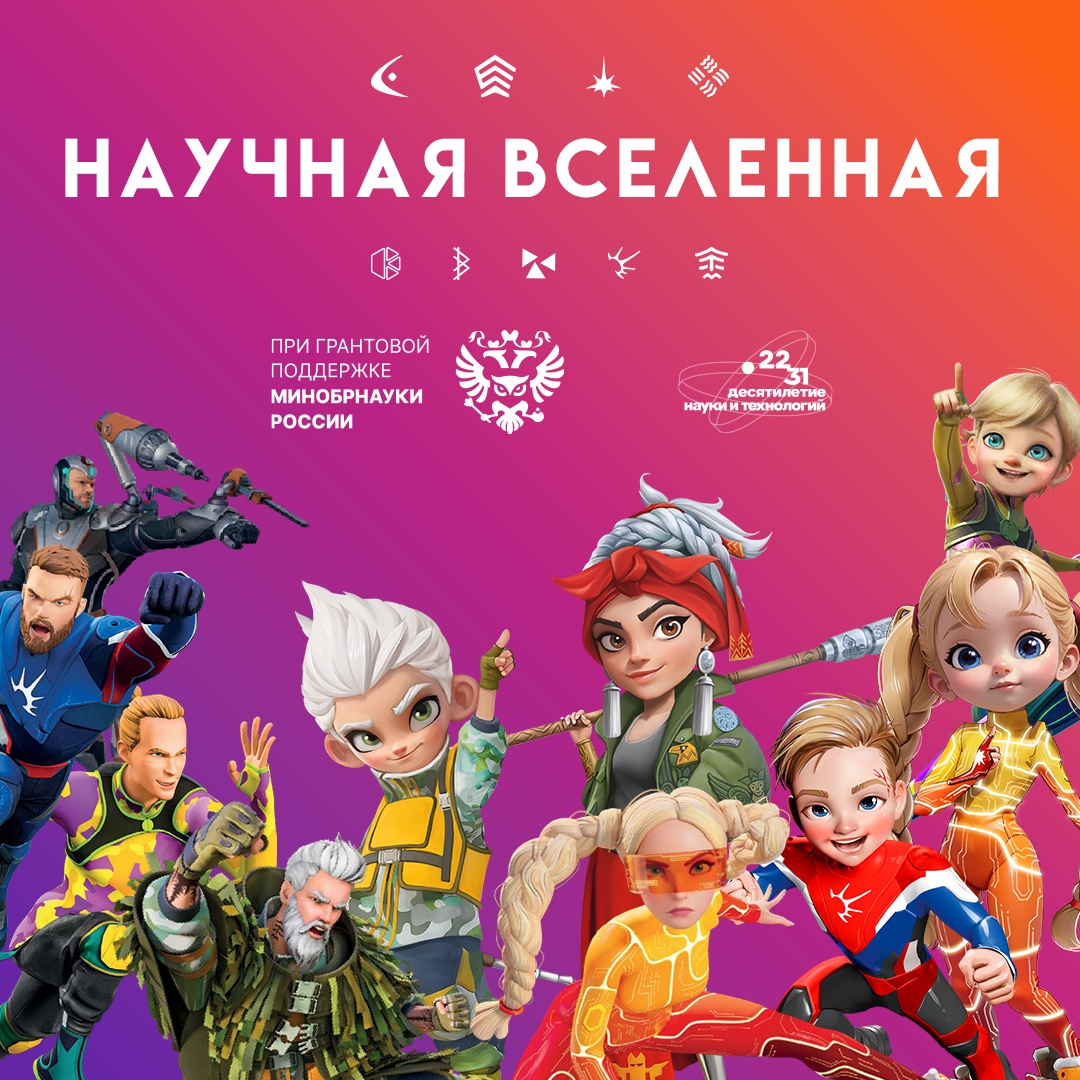 НАУЧНАЯ ВСЕЛЕННАЯ
ПРИ ГРАНТОВОЙ
ПОДДЕРЖКЕ
МИНОБРНАУКИ
РОССИИ
22
31
десятилетие
науки и технологий